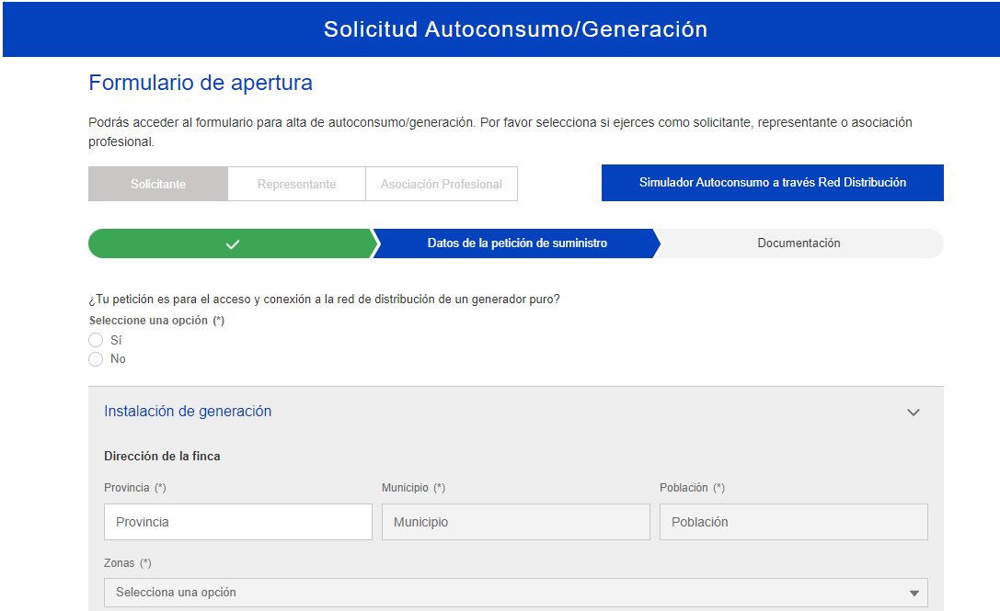 Solicitud Autoconsumo/Generación
Formulario de apertura
Podrás acceder al formulario para alta de autoconsumo/generación. Por favor selecciona si ejerces como solicitante, representante o asociación
profesional.
Solicitante Representante Asociación Profesional Simulador Autoconsumo a través Red Distribución
Datos de la petición de suministro Documentación
¿Tu petición es para el acceso y conexión a la red de distribución de un generador puro?
Seleccione una opción (*)
Sí
No
Instalación de generación
Dirección de la finca
Provincia (*) Municipio (*) Población (*)
Provincia Municipio Población
Zonas (*)
Selecciona una opción